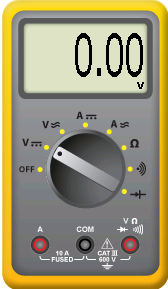 0.00
V
A
V
A
V
Ω
OFF
A
COM
V Ω
10 A
FUSED
CAT III
600 V